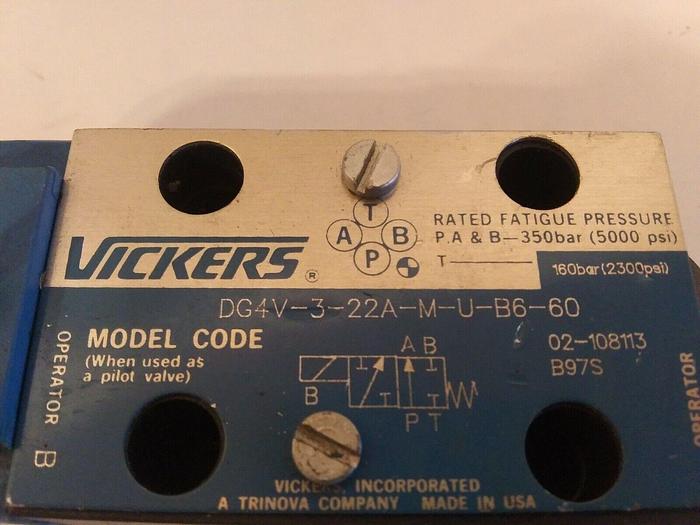 RATED FATIGUE PRESSURE
P.A & B—350bar (5000 psi)
T 160bar (2300psi)
T
A B
P
VICKERS ®
DG4V-3-22A-M-U-B6-60
MODEL CODE
(When used as
a pilot valve)
02-108113
B97S
A B
B
P T
OPERATOR B
OPERATOR
VICKERS, INCORPORATED
A TRINOVA COMPANY MADE IN USA